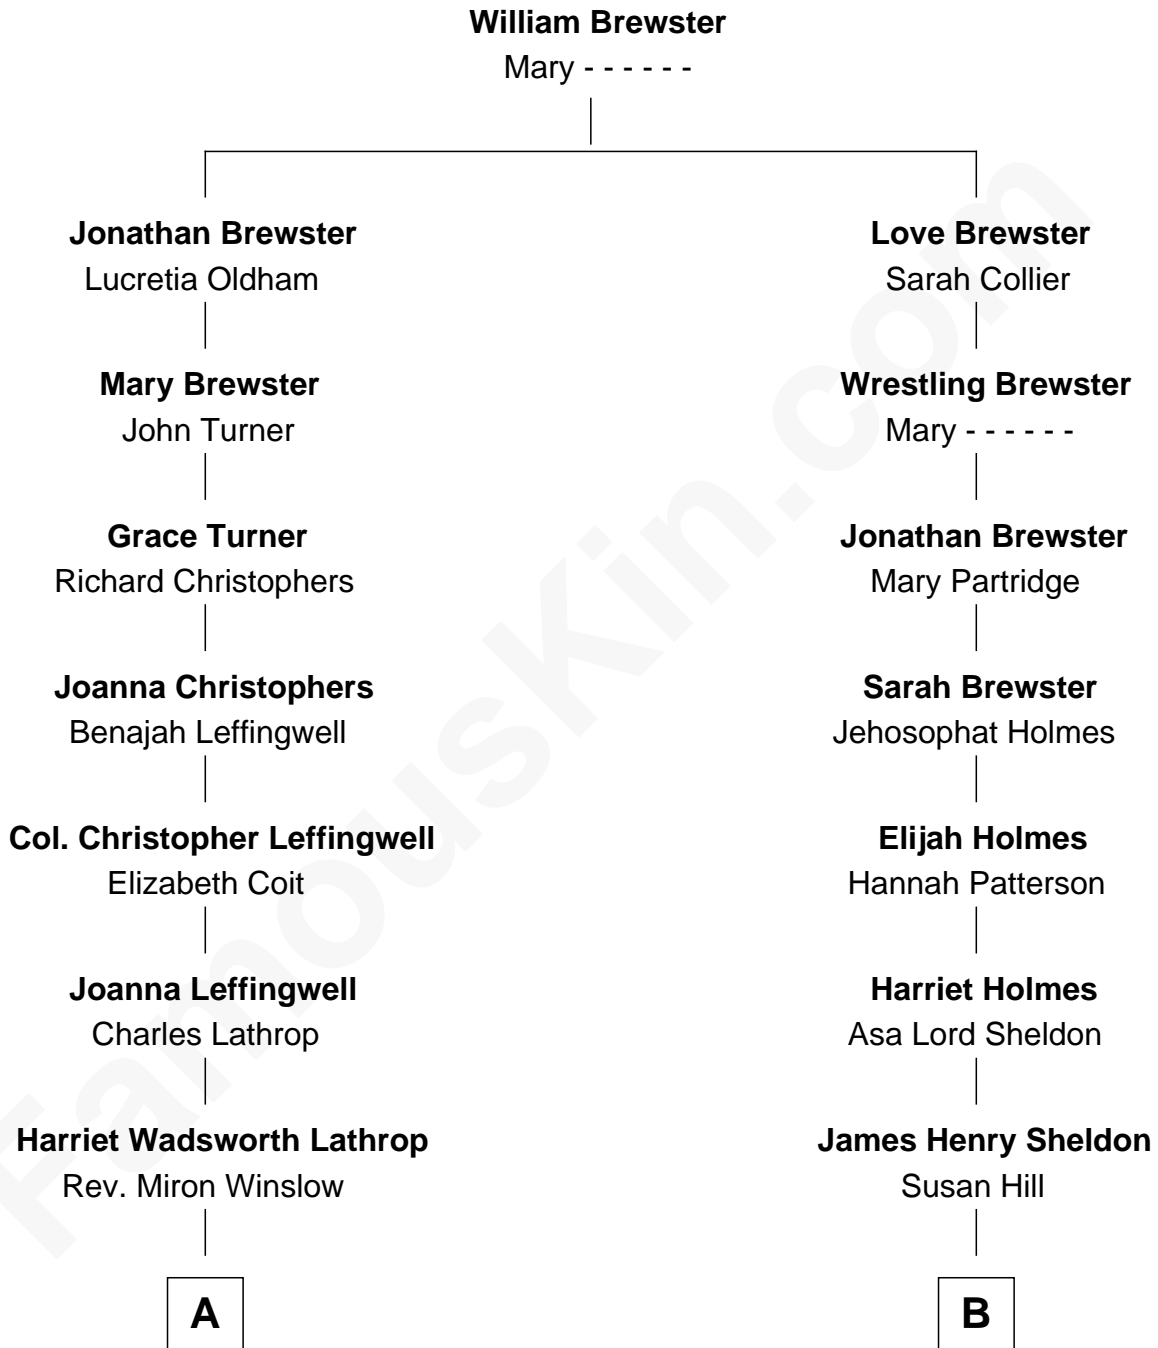 William Brewster
Mary - - - - - -
Jonathan Brewster
Lucretia Oldham
Love Brewster
Sarah Collier
Mary Brewster
John Turner
Wrestling Brewster
Mary - - - - - -
Grace Turner
Richard Christophers
Jonathan Brewster
Mary Partridge
Joanna Christophers
Benajah Leffingwell
Sarah Brewster
Jehosophat Holmes
Col. Christopher Leffingwell
Elizabeth Coit
Elijah Holmes
Hannah Patterson
Joanna Leffingwell
Charles Lathrop
Harriet Holmes
Asa Lord Sheldon
Harriet Wadsworth Lathrop
Rev. Miron Winslow
James Henry Sheldon
Susan Hill
A
B
FamousKin.com